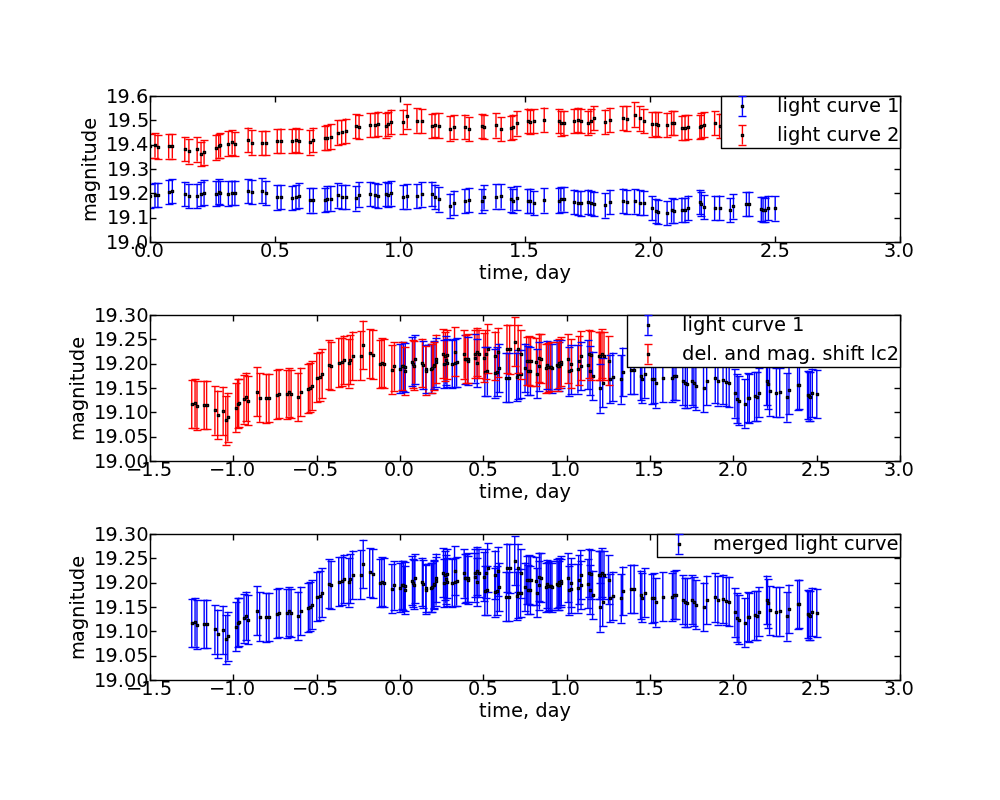 19.6
19.5
19.4
19.3
19.2
19.1
19.0
magnitude
light curve 1
light curve 2
0.0 0.5 1.0 1.5 2.0 2.5 3.0
time, day
19.30
19.25
19.20
19.15
19.10
19.05
19.00
magnitude
light curve 1
del. and mag. shift lc2
−1.5 −1.0 −0.5 0.0 0.5 1.0 1.5 2.0 2.5 3.0
time, day
19.30
19.25
19.20
19.15
19.10
19.05
19.00
magnitude
merged light curve
−1.5 −1.0 −0.5 0.0 0.5 1.0 1.5 2.0 2.5 3.0
time, day